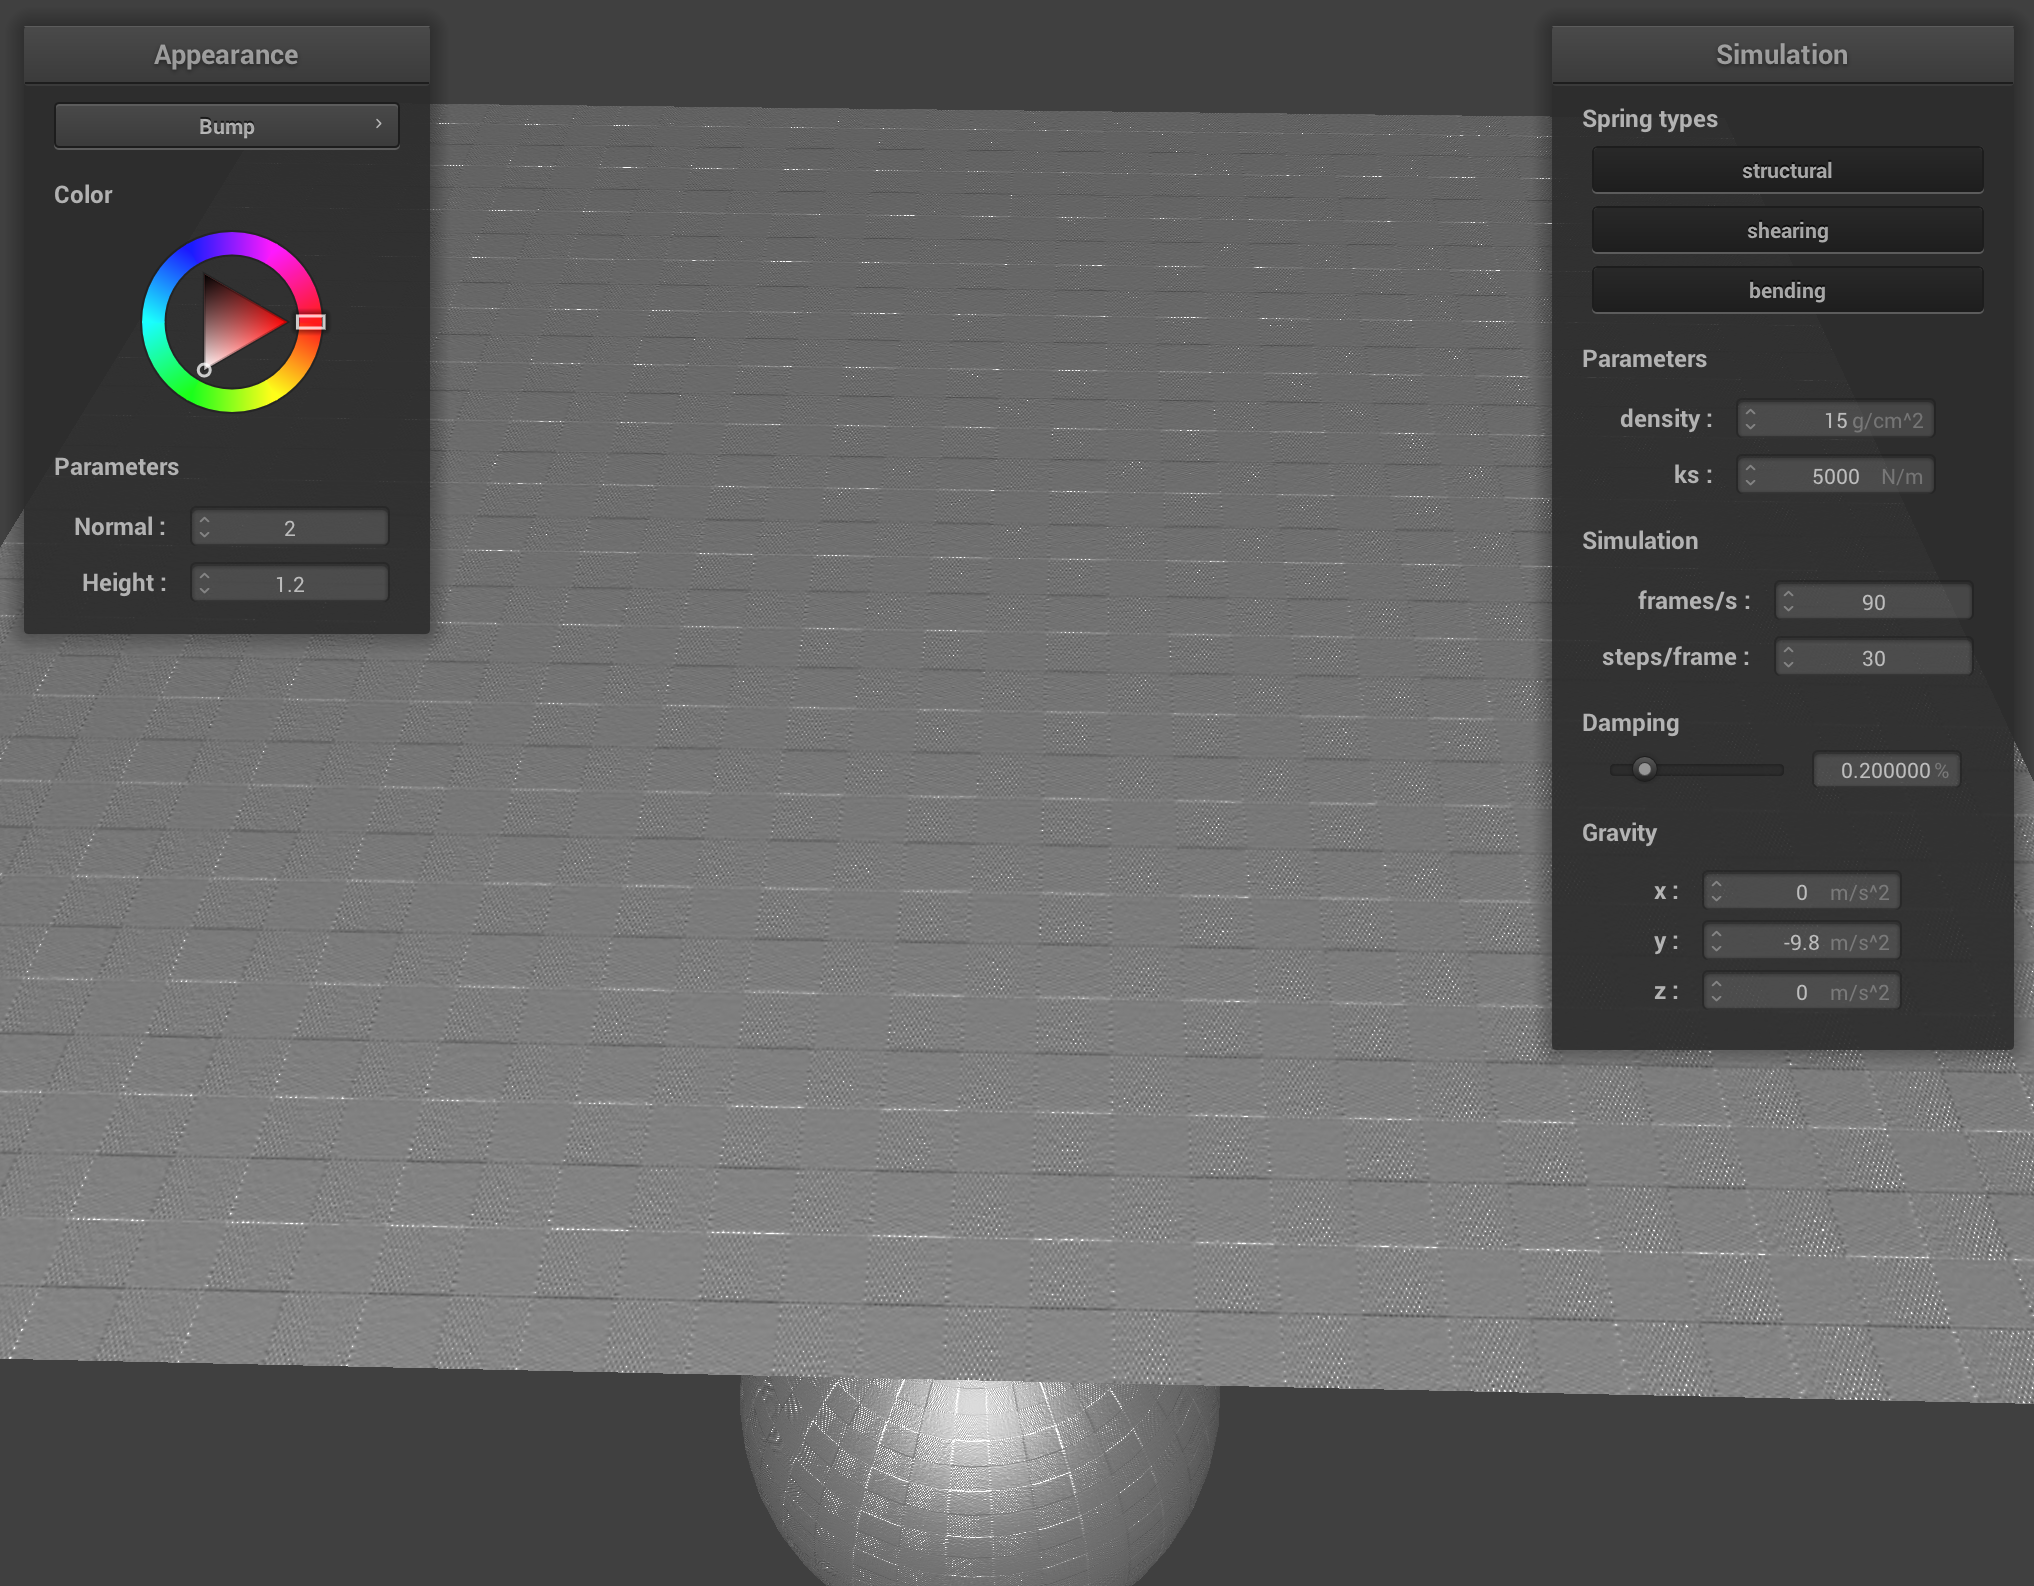 Appearance
Bump
Color
Parameters
Normal : 2
Height : 1.2
Simulation
Spring types
structural
shearing
bending
Parameters
density : 15 g/cm^2
ks : 5000 N/m
Simulation
frames/s : 90
steps/frame : 30
Damping
0.200000 %
Gravity
x : 0 m/s^2
y : -9.8 m/s^2
z : 0 m/s^2